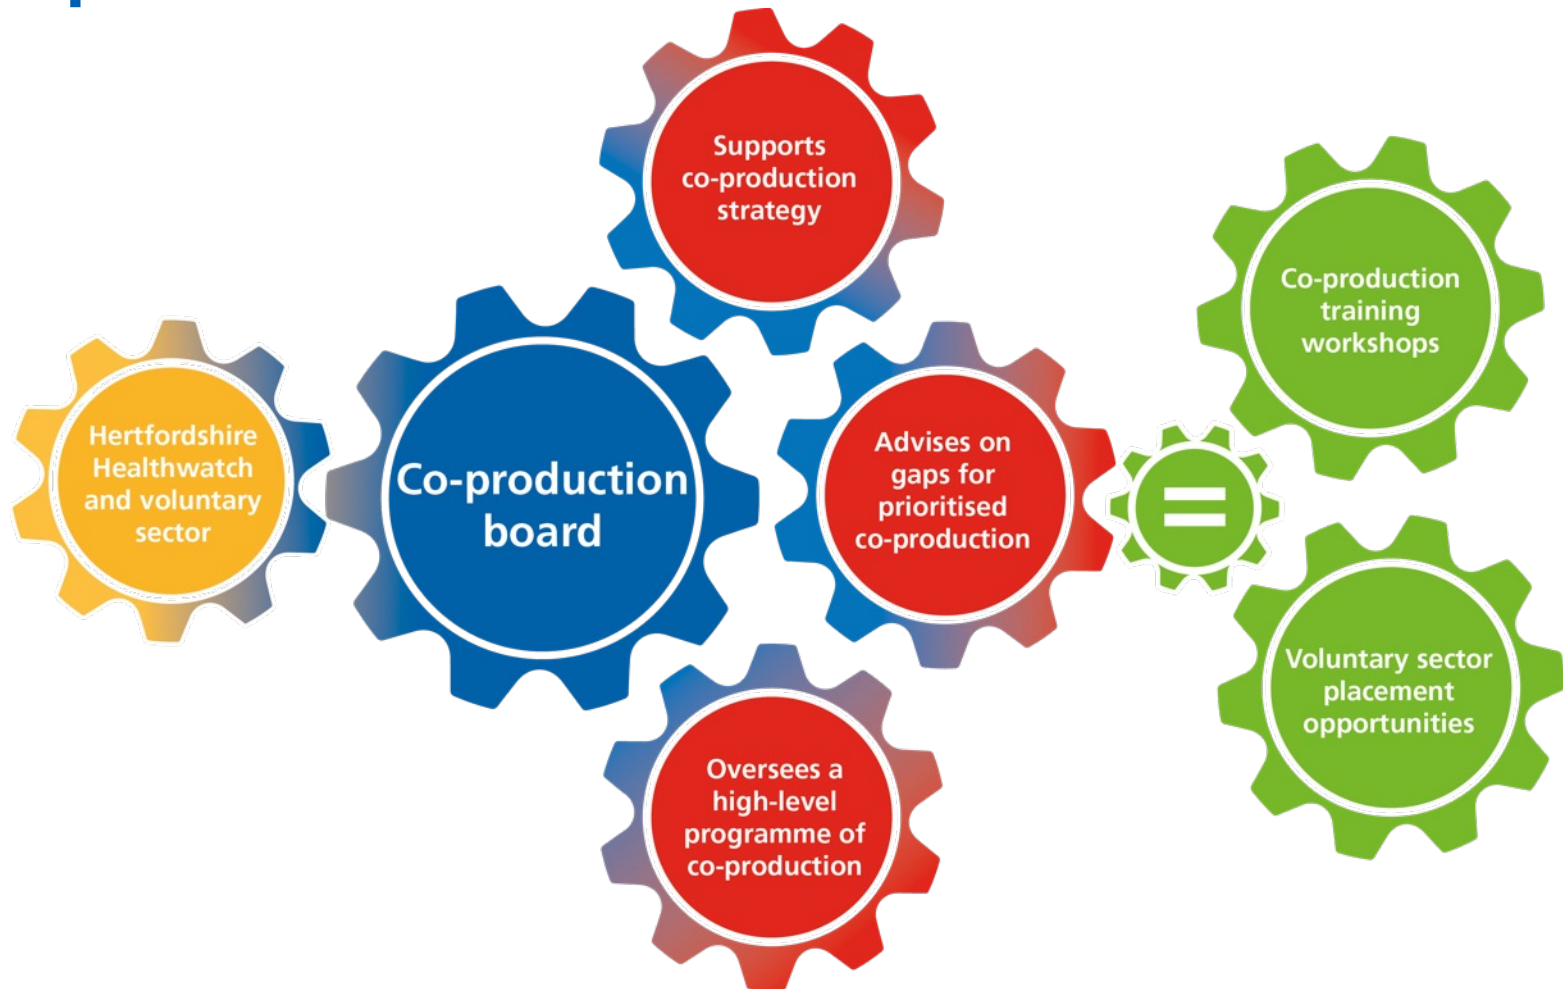 Supports
co-production
strategy
Hertfordshire
Healthwatch
and voluntary
sector
Co-production
board
Advises on
gaps for
prioritised
co-production
=
Co-production
training
workshops
Voluntary sector
placement
opportunities
Oversees a
high-level
programme of
co-production